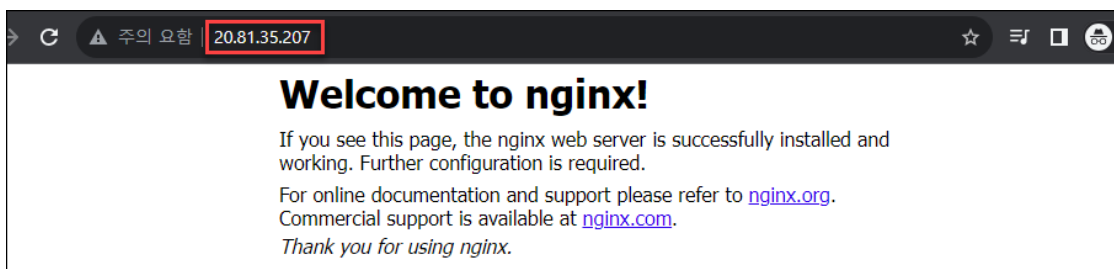 주의 요함 20.81.35.207
Welcome to nginx!
If you see this page, the nginx web server is successfully installed and
working. Further configuration is required.
For online documentation and support please refer to nginx.org.
Commercial support is available at nginx.com.
Thank you for using nginx.